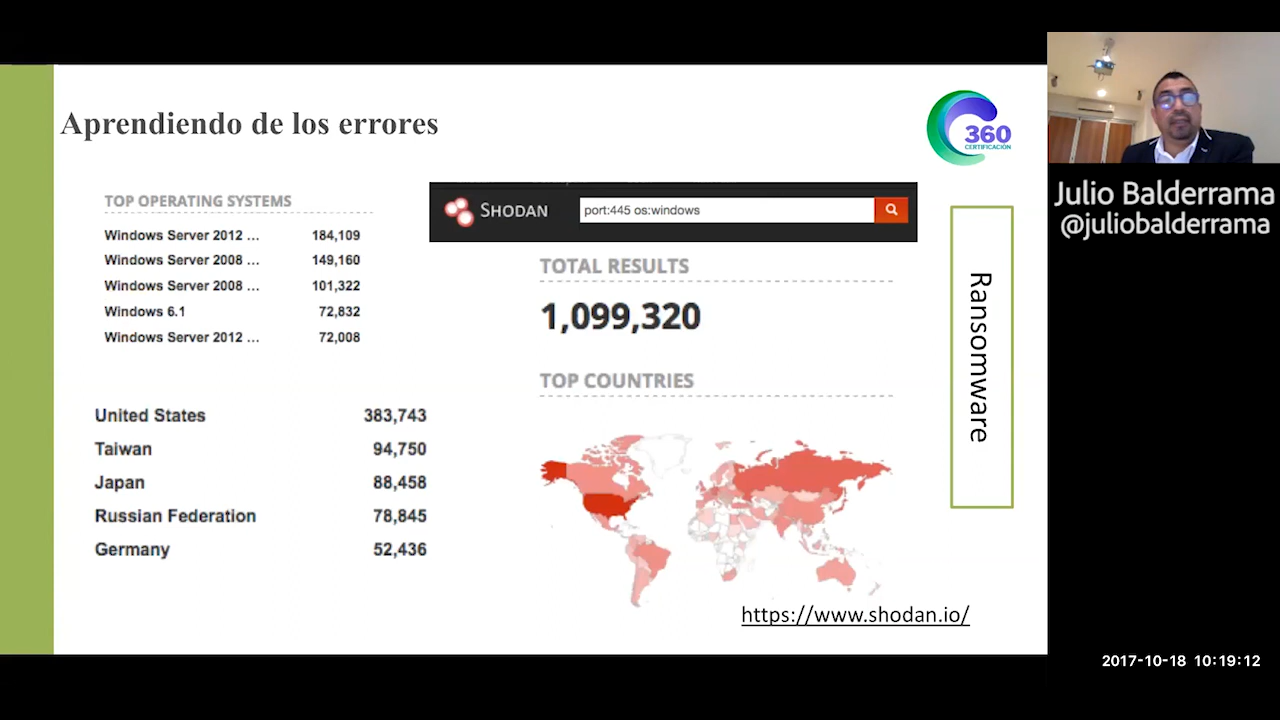 Aprendiendo de los errores
360
CERTIFICACIÓN
TOP OPERATING SYSTEMS
Windows Server 2012 ... 184,109
Windows Server 2008 ... 149,160
Windows Server 2008 ... 101,322
Windows 6.1 72,832
Windows Server 2012 ... 72,008
United States 383,743
Taiwan 94,750
Japan 88,458
Russian Federation 78,845
Germany 52,436
SHODAN port:445 os:windows
TOTAL RESULTS
1,099,320
TOP COUNTRIES
https://www.shodan.io/
Ransomware
Julio Balderrama
@juliobalderrama
2017-10-18 10:19:12